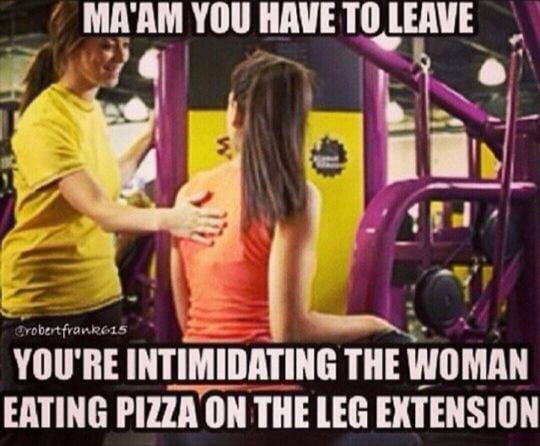 MA'AM YOU HAVE TO LEAVE
@robertfrank615
YOU'RE INTIMIDATING THE WOMAN
EATING PIZZA ON THE LEG EXTENSION